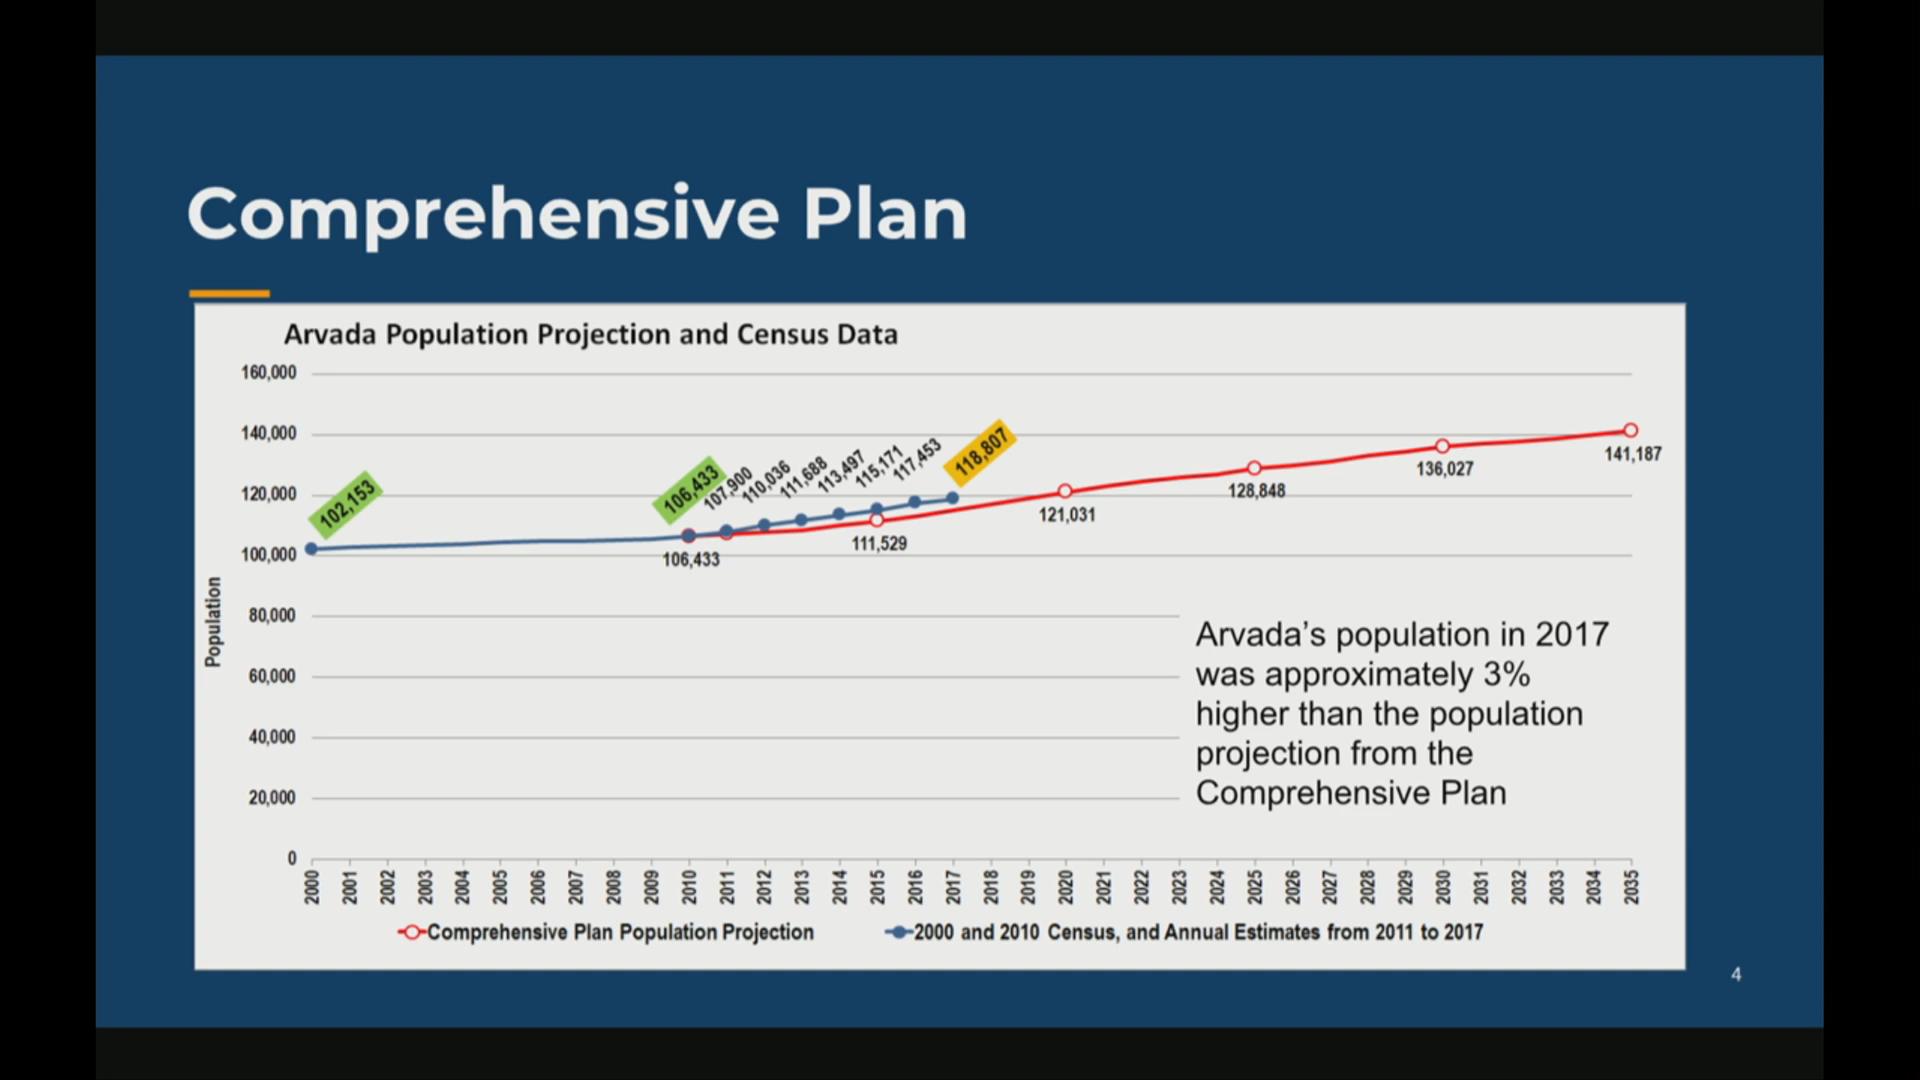 Comprehensive Plan
Arvada Population Projection and Census Data
160,000
140,000
120,000
100,000
80,000
60,000
40,000
20,000
0
Population
102,153
106,433
107,900
110,036
111,688
113,497
115,171
117,453
118,807
106,433
111,529
121,031
128,848
136,027
141,187
Arvada’s population in 2017
was approximately 3%
higher than the population
projection from the
Comprehensive Plan
2000 2001 2002 2003 2004 2005 2006 2007 2008 2009 2010 2011 2012 2013 2014 2015 2016 2017 2018 2019 2020 2021 2022 2023 2024 2025 2026 2027 2028 2029 2030 2031 2032 2033 2034 2035
Comprehensive Plan Population Projection
2000 and 2010 Census, and Annual Estimates from 2011 to 2017
4